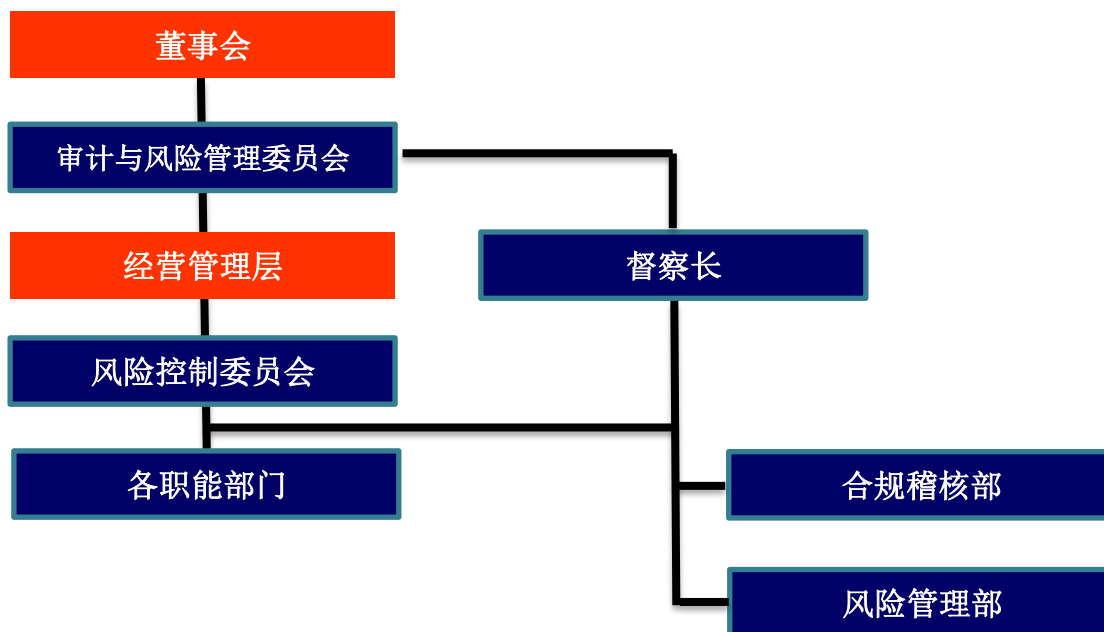 董事会
审计与风险管理委员会
经营管理层
督察长
风险控制委员会
各职能部门
合规稽核部
风险管理部